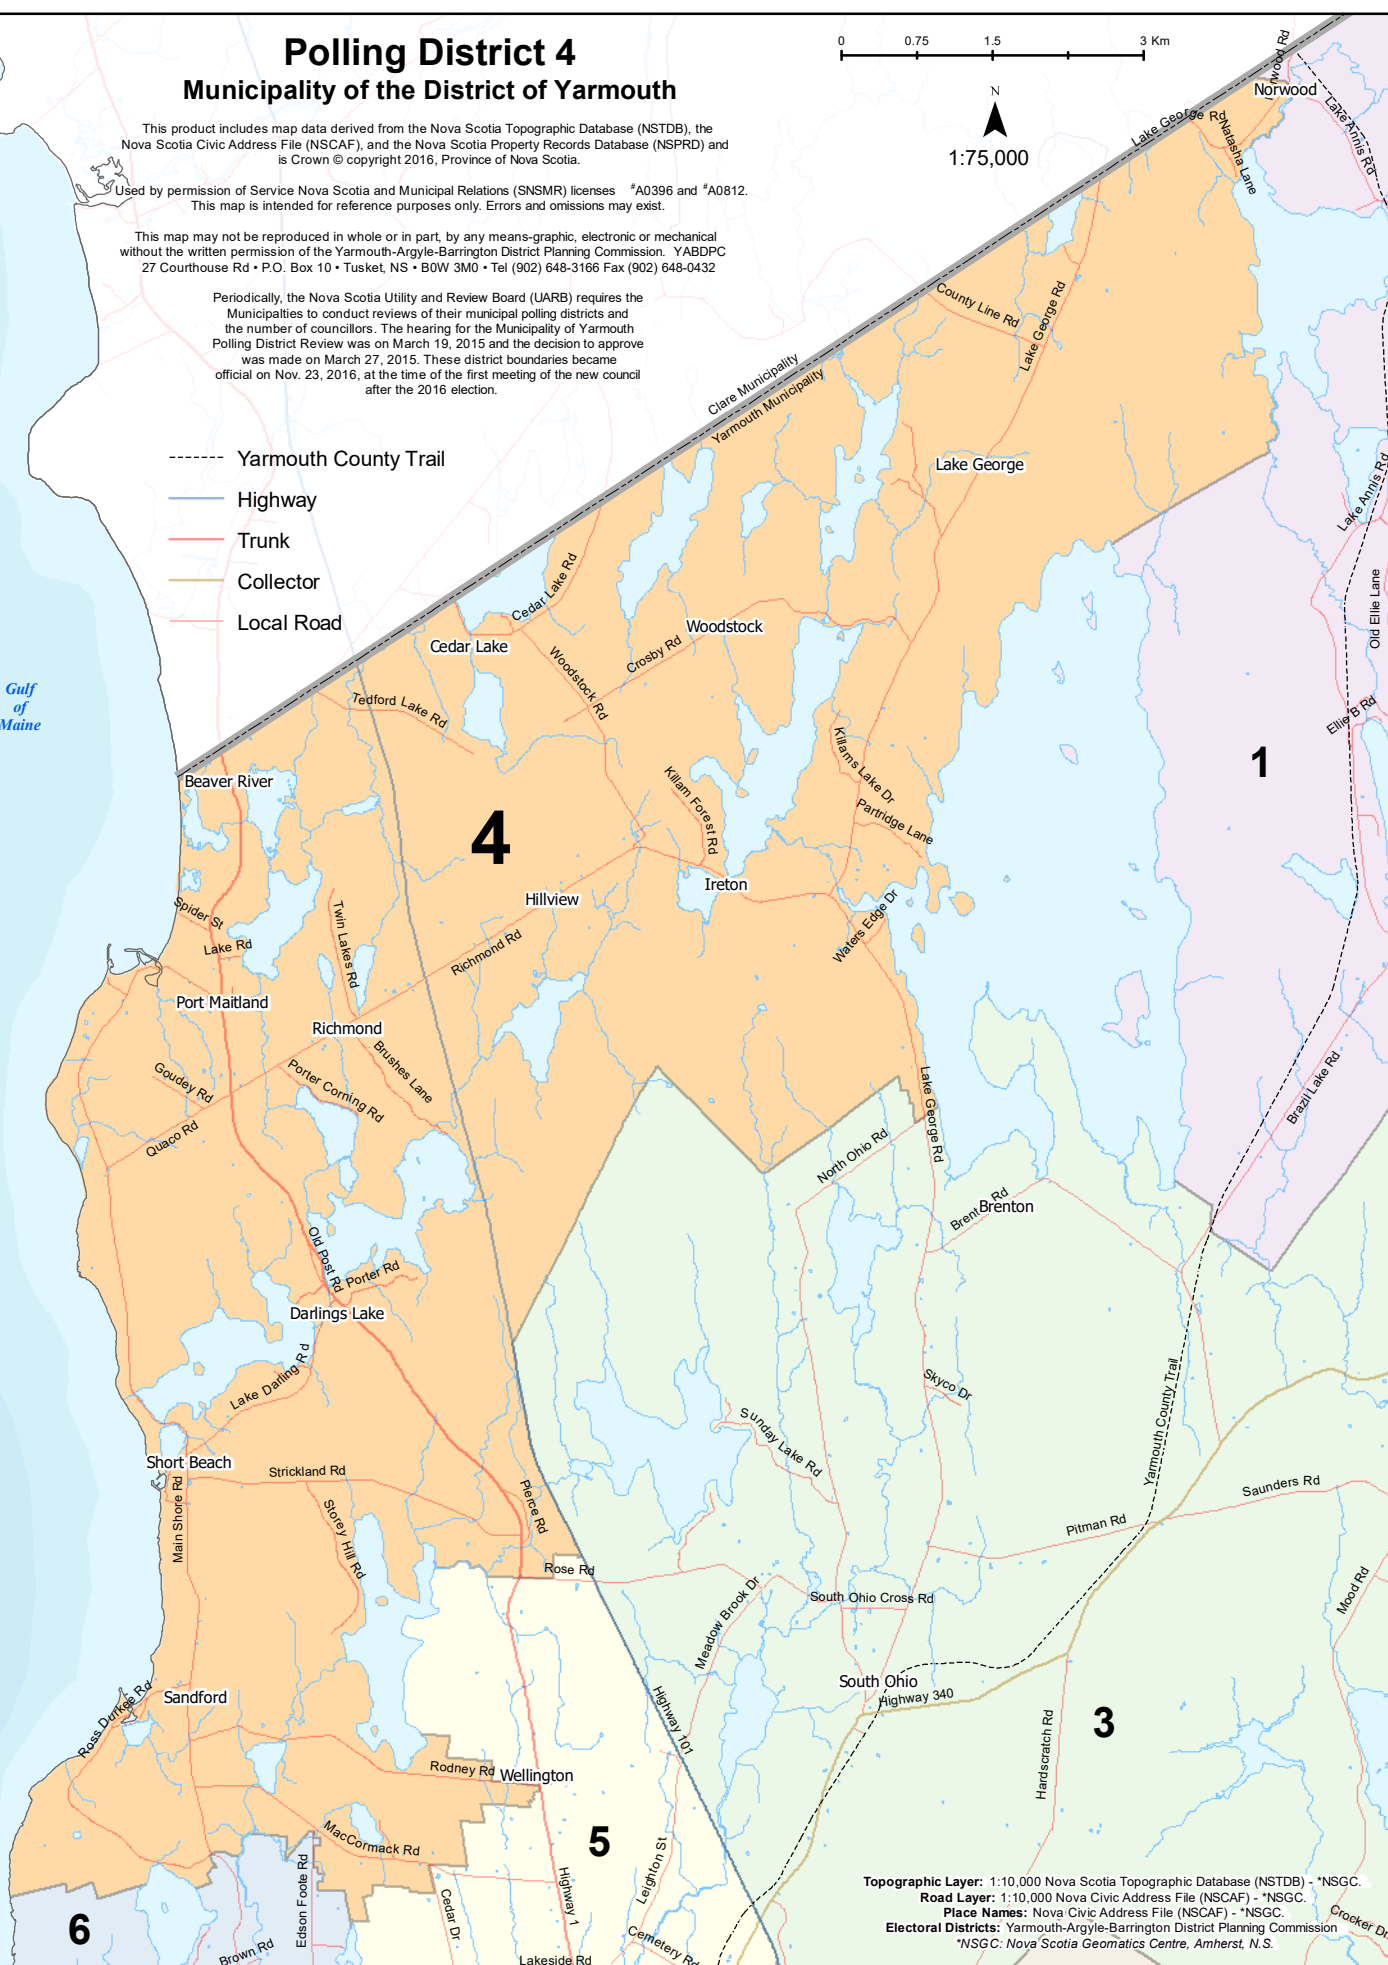 Polling District 4
Municipality of the District of Yarmouth
This product includes map data derived from the Nova Scotia Topographic Database (NSTDB), the
Nova Scotia Civic Address File (NSCAF), and the Nova Scotia Property Records Database (NSPRD) and
is Crown © copyright 2016, Province of Nova Scotia.
Used by permission of Service Nova Scotia and Municipal Relations (SNSMR) licenses #A0396 and #A0812.
This map is intended for reference purposes only. Errors and omissions may exist.
This map may not be reproduced in whole or in part, by any means-graphic, electronic or mechanical
without the written permission of the Yarmouth-Argyle-Barrington District Planning Commission. YABDPC
27 Courthouse Rd • P.O. Box 10 • Tusket, NS • B0W 3M0 • Tel (902) 648-3166 Fax (902) 648-0432
Periodically, the Nova Scotia Utility and Review Board (UARB) requires the
Municipalties to conduct reviews of their municipal polling districts and
the number of councillors. The hearing for the Municipality of Yarmouth
Polling District Review was on March 19, 2015 and the decision to approve
was made on March 27, 2015. These district boundaries became
official on Nov. 23, 2016, at the time of the first meeting of the new council
after the 2016 election.
0 0.75 1.5 3 Km
N
1:75,000
Yarmouth County Trail
Highway
Trunk
Collector
Local Road
Gulf
of
Maine
Norwood
Lake George Rd
Natasha Lane
Lake Annis Rd
County Line Rd
Lake George Rd
Clare Municipality
Yarmouth Municipality
Lake George
Lake Annis Rd
Old Ellie Lane
Cedar Lake Rd
Cedar Lake
Woodstock
Crosby Rd
Woodstock Rd
Tedford Lake Rd
Ellie B Rd
1
Beaver River
Killams Lake Dr
Killam Forest Rd
Partridge Lane
4
Ireton
Hillview
Waters Edge Dr
Spider St
Lake Rd
Twin Lakes Rd
Richmond Rd
Port Maitland
Richmond
Brushes Lane
Goudey Rd
Porter Corning Rd
Quaco Rd
Lake George Rd
North Ohio Rd
Brazil Lake Rd
Brenton
Old Post Rd
Porter Rd
Darlings Lake
Lake Darling Rd
Skyco Dr
Yarmouth County Trail
Sunday Lake Rd
Short Beach
Strickland Rd
Main Shore Rd
Storey Hill Rd
Pierce Rd
Saunders Rd
Pitman Rd
Rose Rd
Meadow Brook Dr
South Ohio Cross Rd
Mood Rd
South Ohio
Highway 340
Sandford
Ross Durkee Rd
Highway 101
Hardscratch Rd
3
Rodney Rd
Wellington
MacCormack Rd
5
Leighton St
Edson Foote Rd
Highway 1
Cedar Dr
6
Brown Rd
Lakeside Rd
Cemetery Rd
Crocker Dr
Topographic Layer: 1:10,000 Nova Scotia Topographic Database (NSTDB) - *NSGC.
Road Layer: 1:10,000 Nova Civic Address File (NSCAF) - *NSGC.
Place Names: Nova Civic Address File (NSCAF) - *NSGC.
Electoral Districts: Yarmouth-Argyle-Barrington District Planning Commission
*NSGC: Nova Scotia Geomatics Centre, Amherst, N.S.